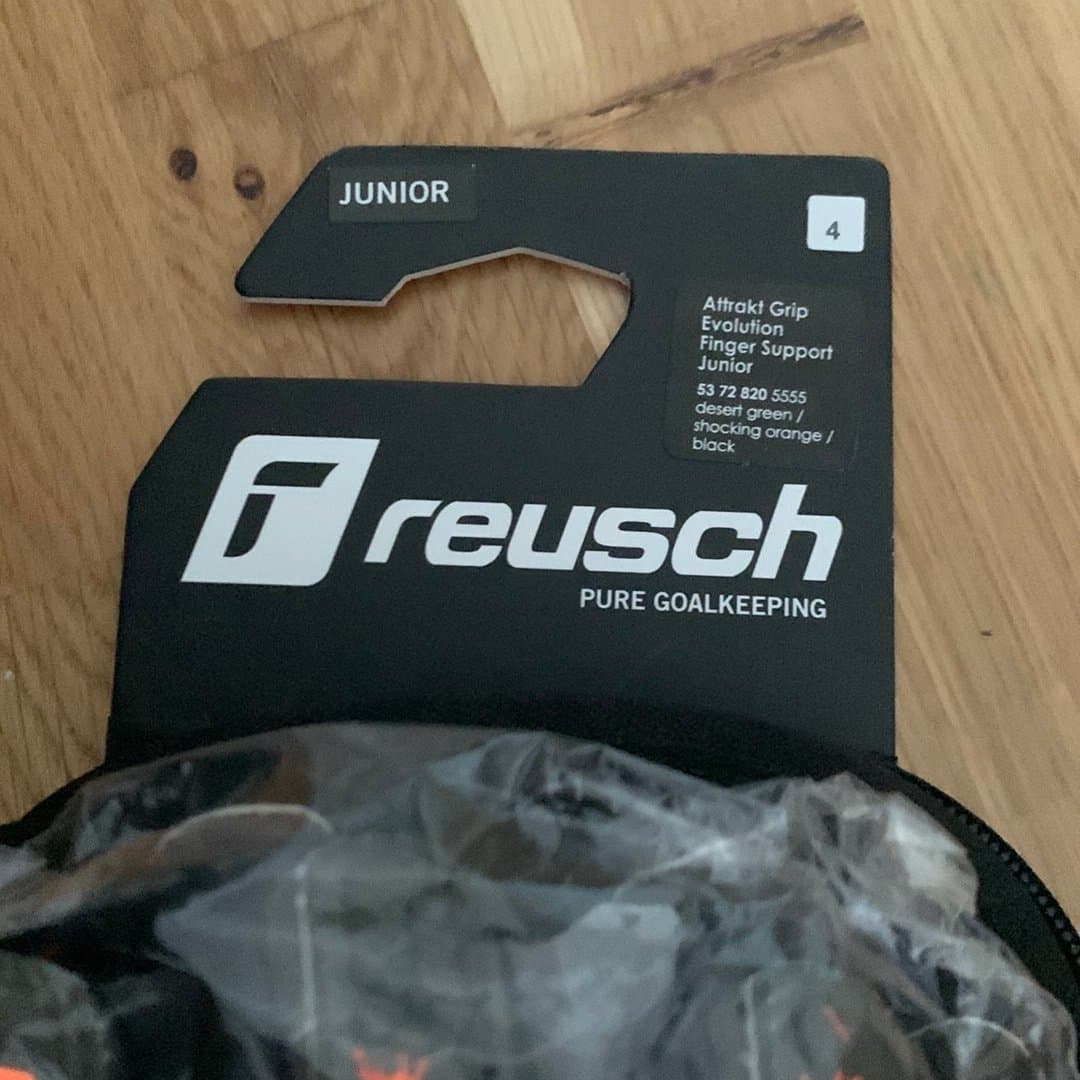 JUNIOR
4
Attrakt Grip
Evolution
Finger Support
Junior
53 72 820 5555
desert green /
shocking orange /
black
reusch
PURE GOALKEEPING